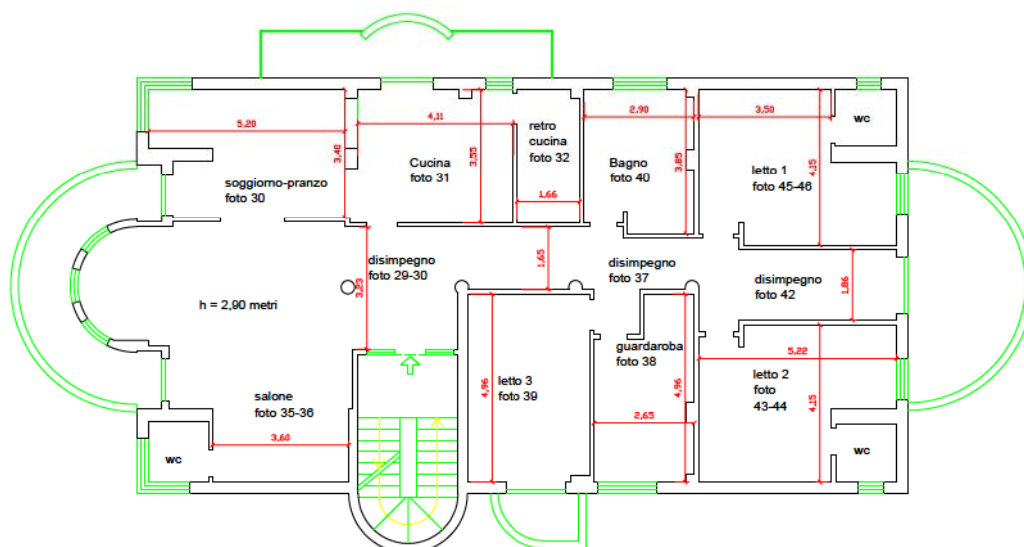 5,20
3,40
soggiorno-pranzo
foto 30
4,11
3,55
Cucina
foto 31
retro
cucina
foto 32
1,66
2,90
3,85
Bagno
foto 40
3,50
4,15
letto 1
foto 45-46
wc
disimpegno
foto 29-30
3,23
1,65
disimpegno
foto 37
disimpegno
foto 42
1,86
h = 2,90 metri
salone
foto 35-36
3,60
wc
letto 3
foto 39
4,96
guardaroba
foto 38
4,96
2,65
5,22
letto 2
foto
43-44
4,15
wc